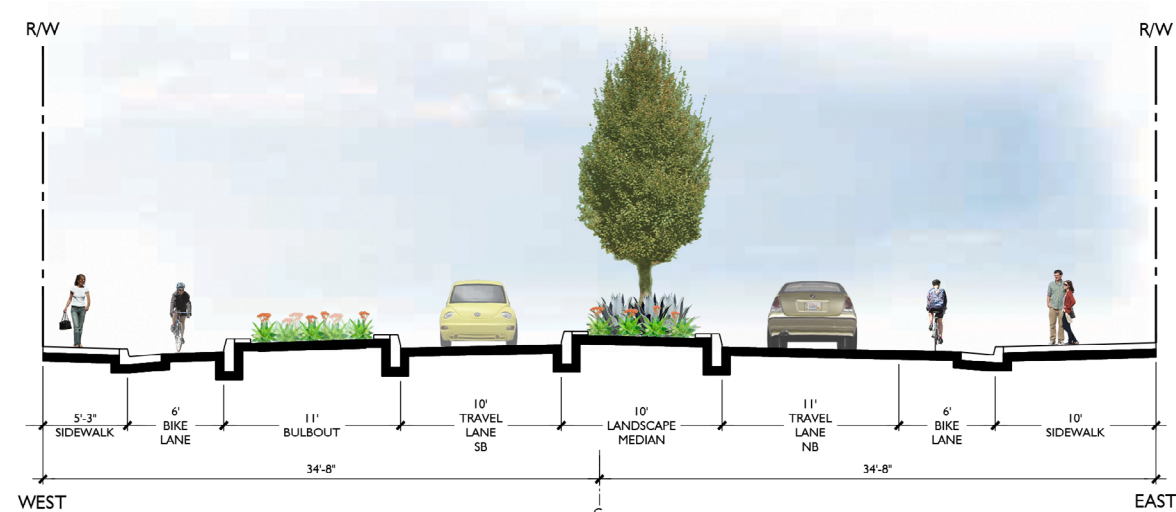 R/W
R/W
5'-3"
SIDEWALK
6'
BIKE
LANE
11'
BULBOUT
10'
TRAVEL
LANE
SB
10'
LANDSCAPE
MEDIAN
11'
TRAVEL
LANE
NB
6'
BIKE
LANE
10'
SIDEWALK
34'-8"
34'-8"
WEST
EAST